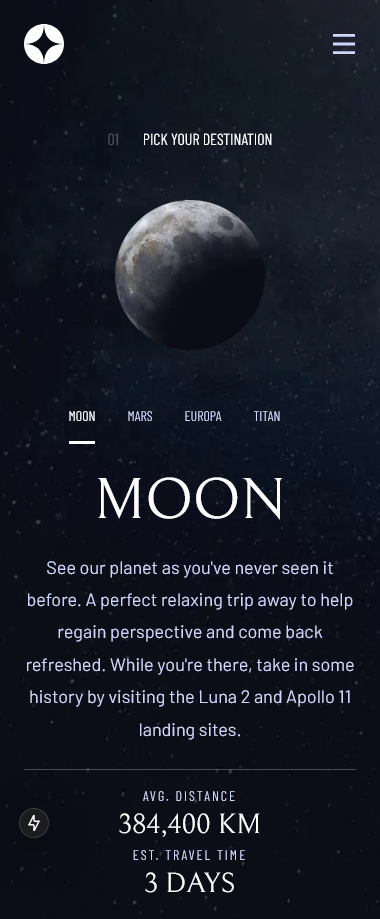 01 PICK YOUR DESTINATION
MOON MARS EUROPA TITAN
MOON
See our planet as you've never seen it
before. A perfect relaxing trip away to help
regain perspective and come back
refreshed. While you're there, take in some
history by visiting the Luna 2 and Apollo 11
landing sites.
AVG. DISTANCE
384,400 KM
EST. TRAVEL TIME
3 DAYS